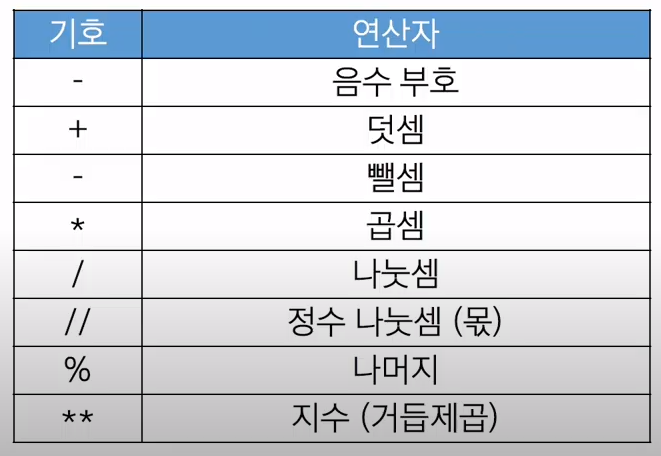 기호 연산자
- 음수 부호
+ 덧셈
- 뺄셈
* 곱셈
/ 나눗셈
// 정수 나눗셈 (몫)
% 나머지
** 지수 (거듭제곱)